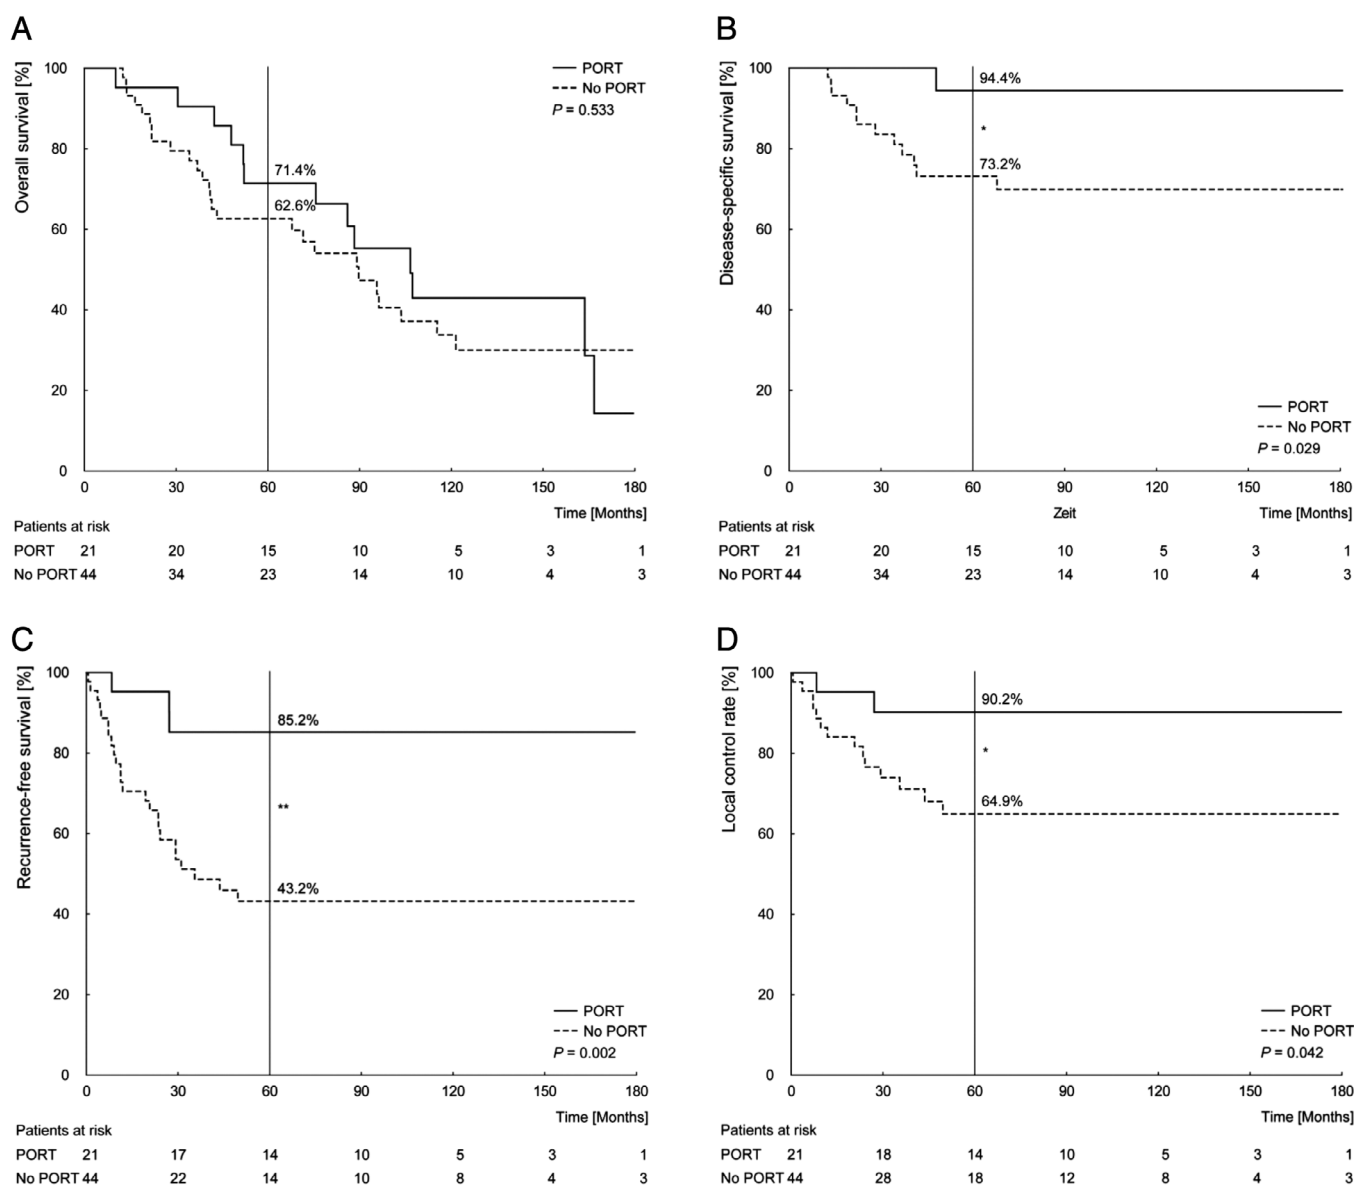 A
Overall survival [%]
100
80
60
40
20
0
PORT
No PORT
P = 0.533
71.4%
62.6%
0 30 60 90 120 150 180
Time [Months]
Patients at risk
PORT 21 20 15 10 5 3 1
No PORT 44 34 23 14 10 4 3
B
Disease-specific survival [%]
100
80
60
40
20
0
94.4%
*
73.2%
PORT
No PORT
P = 0.029
0 30 60 90 120 150 180
Zeit Time [Months]
Patients at risk
PORT 21 20 15 10 5 3 1
No PORT 44 34 23 14 10 4 3
C
Recurrence-free survival [%]
100
80
60
40
20
0
85.2%
**
43.2%
PORT
No PORT
P = 0.002
0 30 60 90 120 150 180
Time [Months]
Patients at risk
PORT 21 17 14 10 5 3 1
No PORT 44 22 14 10 8 4 3
D
Local control rate [%]
100
80
60
40
20
0
90.2%
*
64.9%
PORT
No PORT
P = 0.042
0 30 60 90 120 150 180
Time [Months]
Patients at risk
PORT 21 18 14 10 5 3 1
No PORT 44 28 18 12 8 4 3